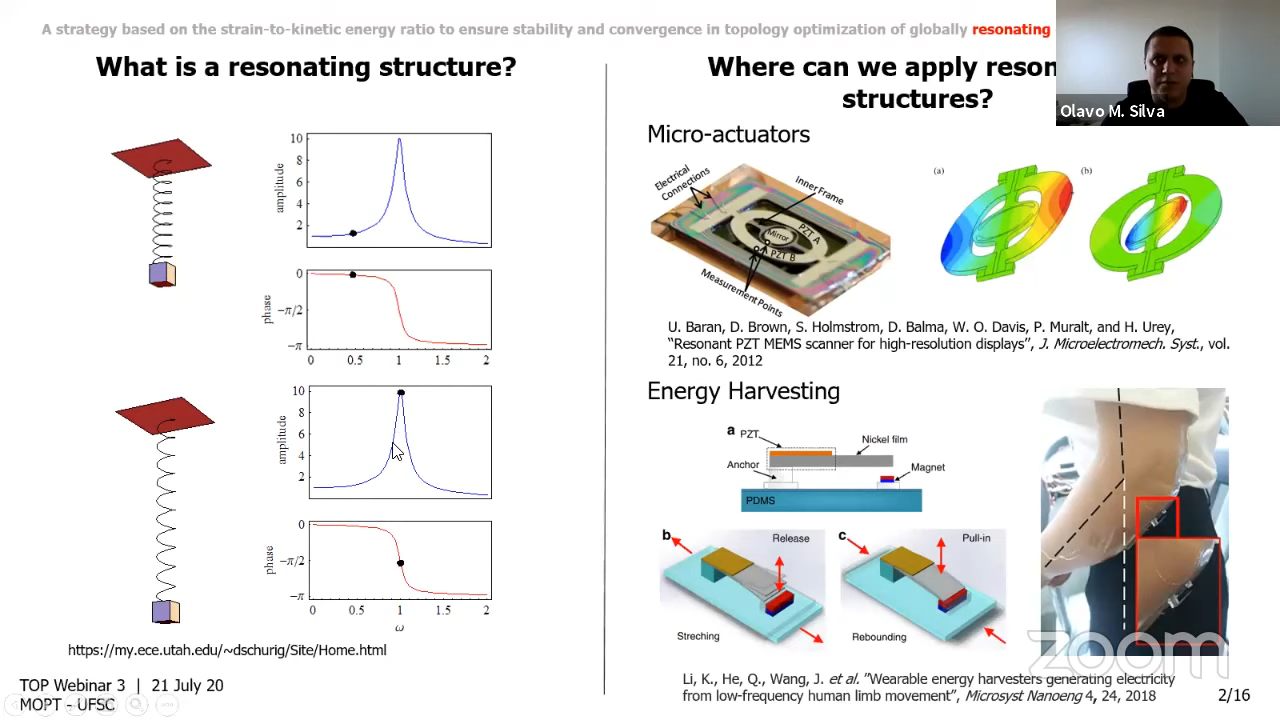 A strategy based on the strain-to-kinetic energy ratio to ensure stability and convergence in topology optimization of globally resonating
What is a resonating structure?
amplitude
10
8
6
4
2
phase
0
−π/2
−π
0
0.5
1
1.5
2
amplitude
10
8
6
4
2
phase
0
−π/2
−π
0
0.5
1
1.5
2
ω
https://my.ece.utah.edu/~dschurig/Site/Home.html
TOP Webinar 3 | 21 July 20
MOPT - UFSC
Where can we apply reson
structures?
Olavo M. Silva
Micro-actuators
Electrical
Connections
Inner Frame
PZT A
Mirror
PZT B
Measurement Points
(a)
(b)
U. Baran, D. Brown, S. Holmstrom, D. Balma, W. O. Davis, P. Muralt, and H. Urey,
“Resonant PZT MEMS scanner for high-resolution displays”, J. Microelectromech. Syst., vol.
21, no. 6, 2012
Energy Harvesting
a
PZT
Nickel film
Anchor
Magnet
PDMS
b
Release
Streching
c
Pull-in
Rebounding
zoom
Li, K., He, Q., Wang, J. et al. ”Wearable energy harvesters generating electricity
from low-frequency human limb movement”, Microsyst Nanoeng 4, 24, 2018
2/16